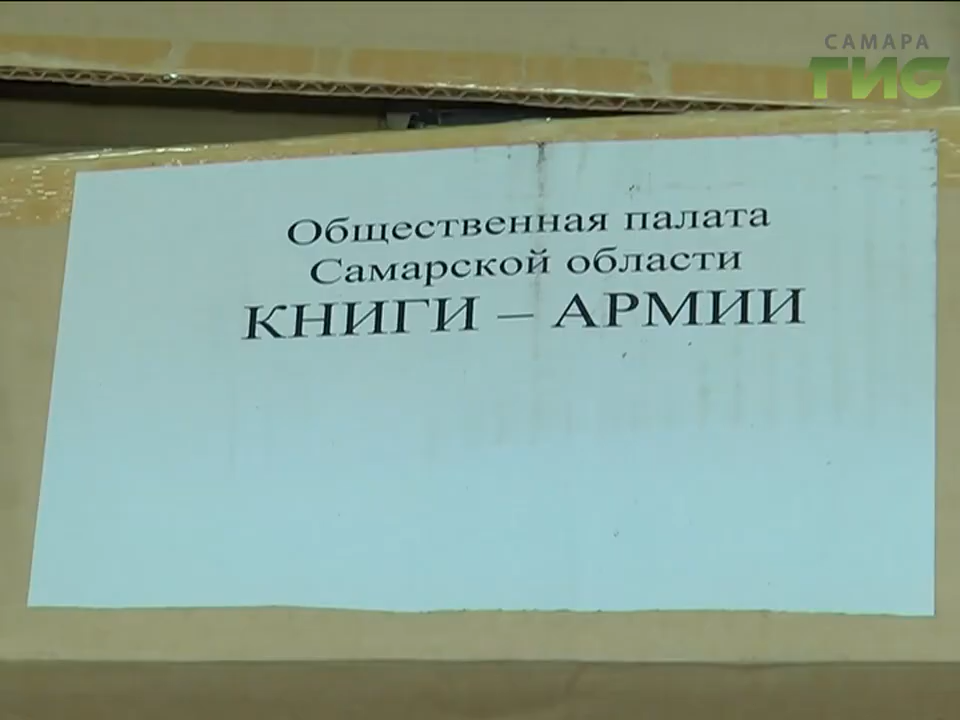 САМАРА
ГИС
Общественная палата
Самарской области
КНИГИ – АРМИИ